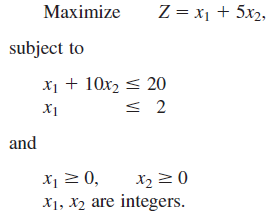 Maximize Z = x₁ + 5x₂,
subject to
x₁ + 10x₂ ≤ 20
x₁ ≤ 2
and
x₁ ≥ 0, x₂ ≥ 0
x₁, x₂ are integers.